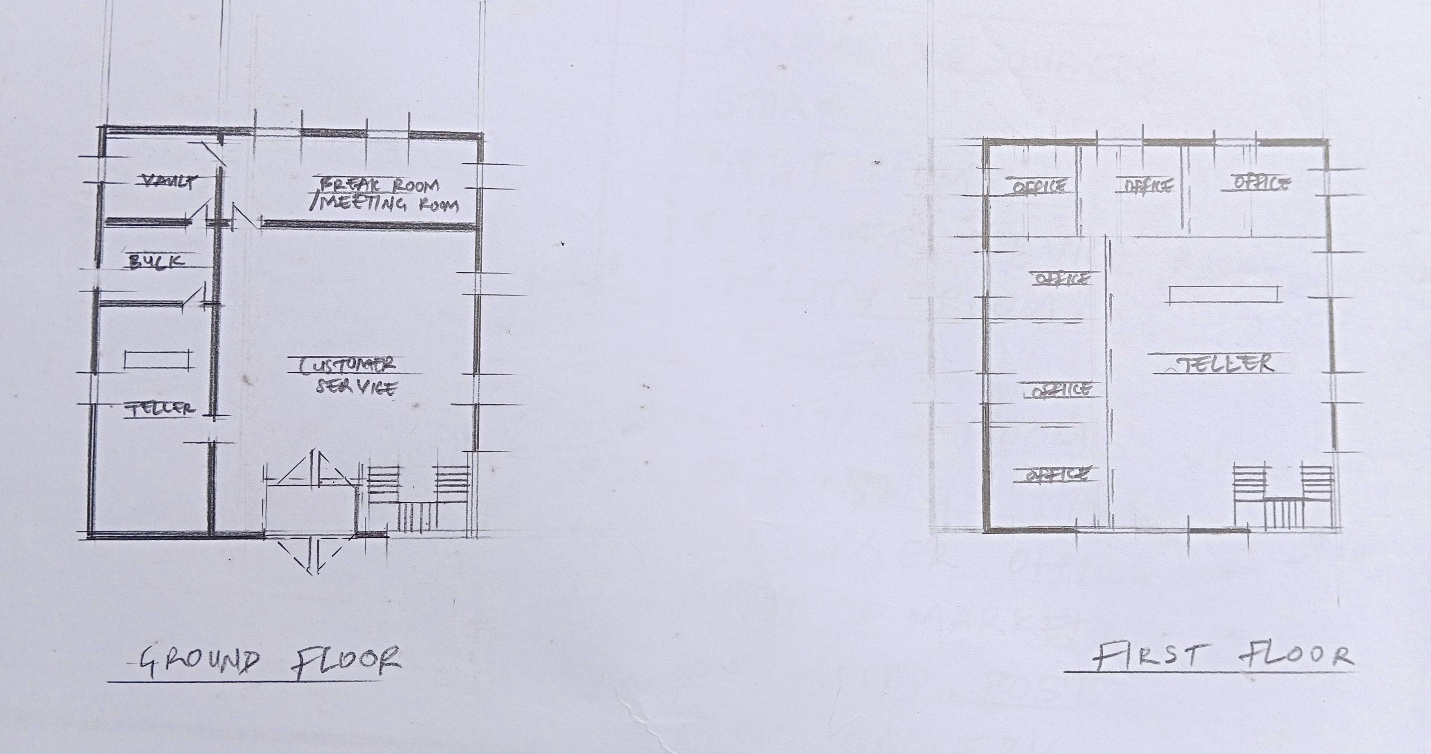 VAULT
BREAK ROOM
/MEETING ROOM
BULK
CUSTOMER
SERVICE
TELLER
GROUND FLOOR
OFFICE
OFFICE
OFFICE
OFFICE
TELLER
OFFICE
OFFICE
FIRST FLOOR